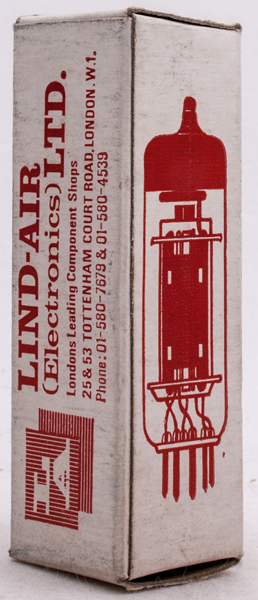 LIND-AIR
(Electronics) LTD.
Londons Leading Component Shops
25 & 53 TOTTENHAM COURT ROAD, LONDON. W.1.
Phone: 01-580-7679 & 01-580-4539